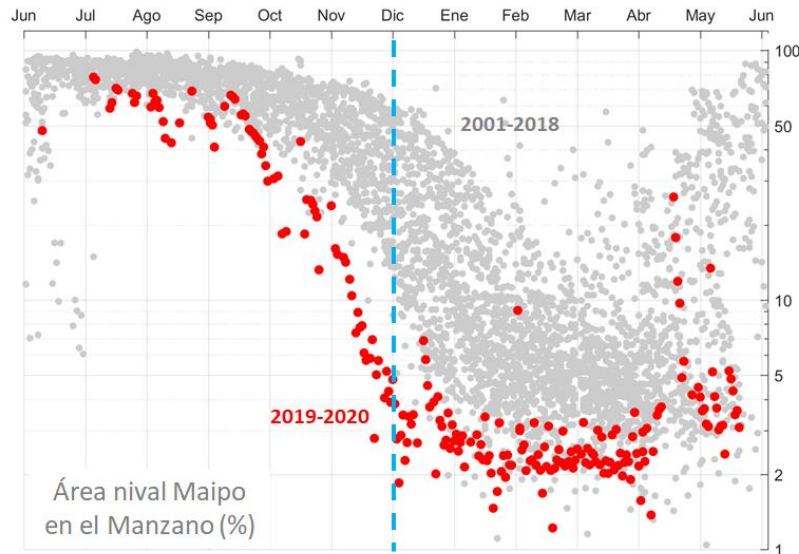 Jun Jul Ago Sep Oct Nov Dic Ene Feb Mar Abr May Jun
100
2001-2018
50
10
5
2019-2020
2
Área nival Maipo
en el Manzano (%)
1